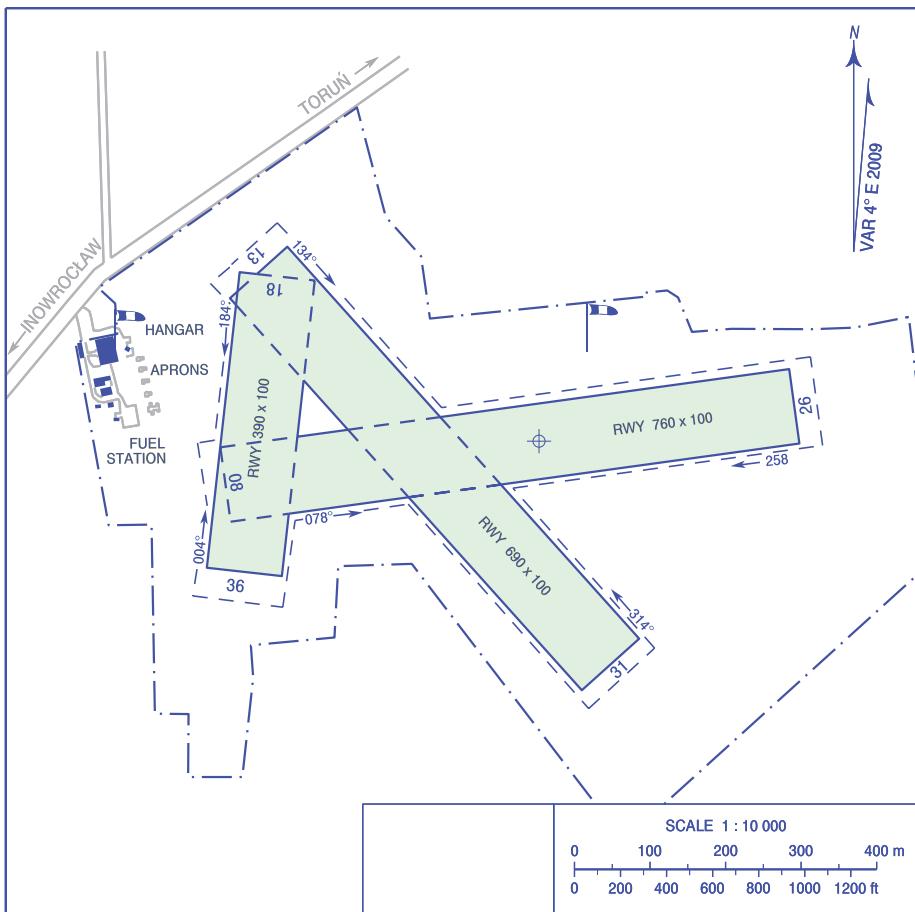 N
VAR 4° E 2009
TORUŃ
INOWROCŁAW
HANGAR
APRONS
FUEL
STATION
13
134°
18
184°
RWY 390 x 100
RWY 760 x 100
26
258
08
078°
004°
36
RWY 690 x 100
314°
31
SCALE 1 : 10 000
0 100 200 300 400 m
0 200 400 600 800 1000 1200 ft